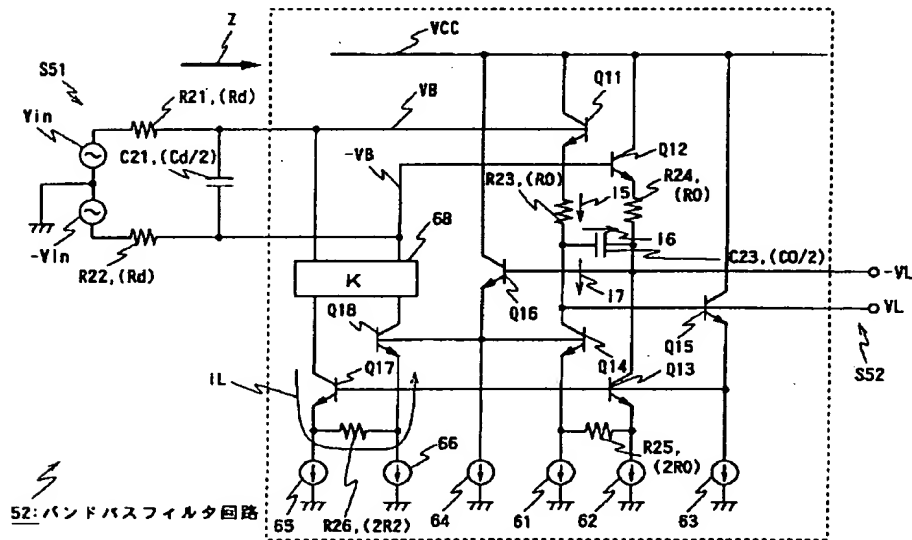 Z
VCC
S51
R21,(Rd)
VB
Q11
Vin
C21,(Cd/2)
-VB
Q12
R23,(R0)
R24,
(R0)
I5
68
I6
-Vin
R22,(Rd)
C23,(C0/2)
K
I7
-VL
Q16
VL
Q18
Q15
Q14
S52
IL
Q17
Q13
66
R25,
(2R0)
52:バンドパスフィルタ回路
65
R26,(2R2)
64
61
62
63